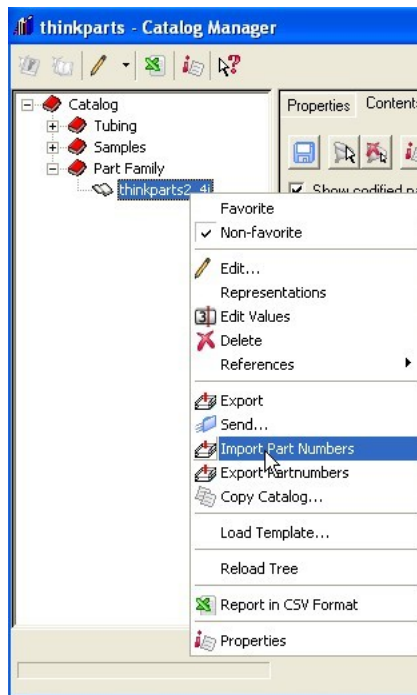 thinkparts - Catalog Manager
Catalog
Tubing
Samples
Part Family
thinkparts2_4i
Properties
Content
Show codified
Favorite
Non-favorite
Edit...
Representations
Edit Values
Delete
References
Export
Send...
Import Part Numbers
Export Partnumbers
Copy Catalog...
Load Template...
Reload Tree
Report in CSV Format
Properties